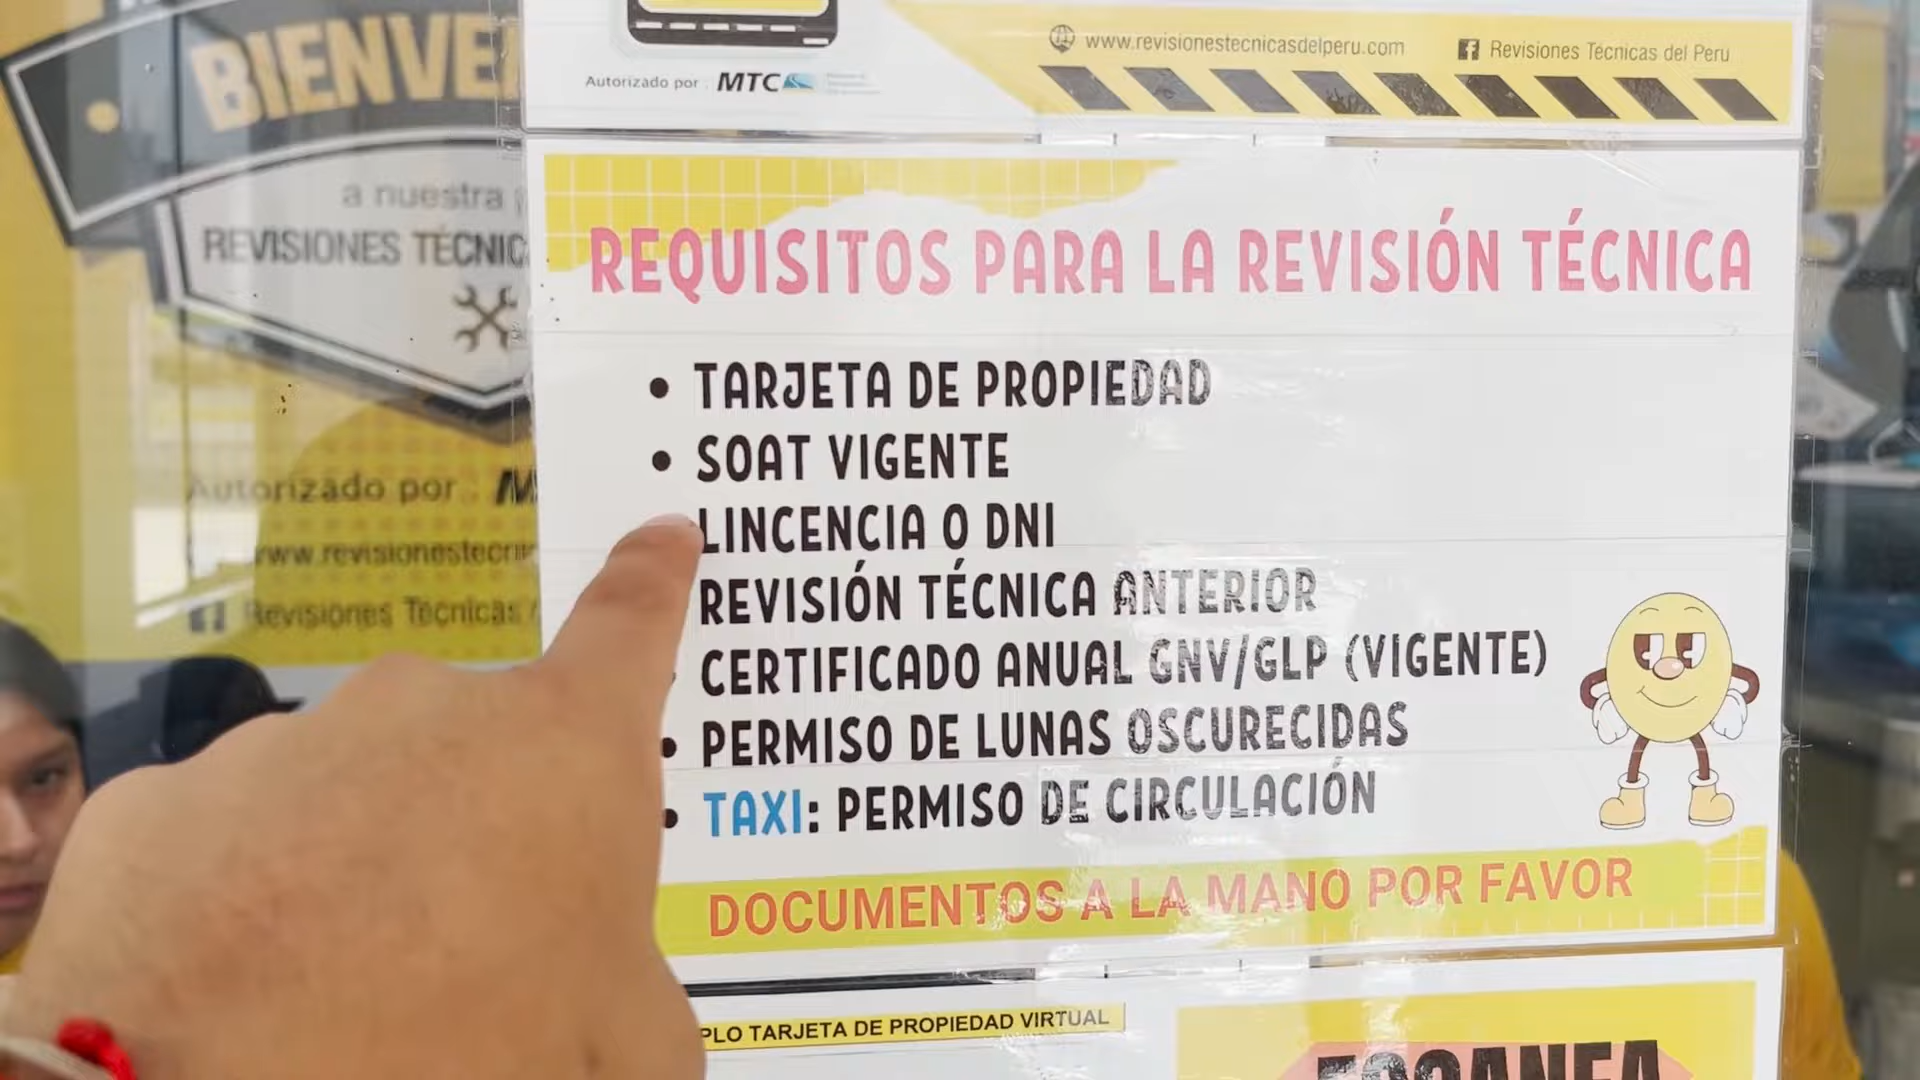 BIENVE
a nuestra
REVISIONES TÉCNIC
Autorizado por : M
www.revisionestecni
Revisiones Técnicas
Autorizado por : MTC
www.revisionestecnicasdelperu.com
Revisiones Técnicas del Peru
REQUISITOS PARA LA REVISIÓN TÉCNICA
• TARJETA DE PROPIEDAD
• SOAT VIGENTE
LINCENCIA O DNI
REVISIÓN TÉCNICA ANTERIOR
CERTIFICADO ANUAL GNV/GLP (VIGENTE)
• PERMISO DE LUNAS OSCURECIDAS
• TAXI: PERMISO DE CIRCULACIÓN
DOCUMENTOS A LA MANO POR FAVOR
PLO TARJETA DE PROPIEDAD VIRTUAL
ESCANEA